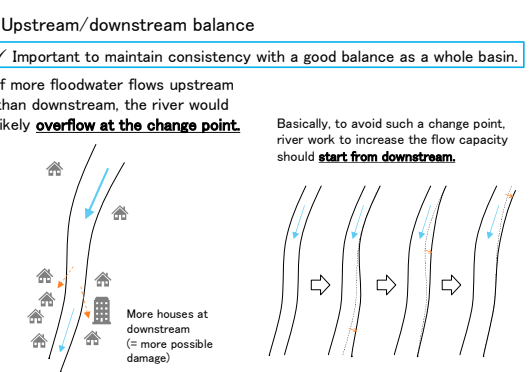 Upstream/downstream balance
✓ Important to maintain consistency with a good balance as a whole basin.
f more floodwater flows upstream
than downstream, the river would
ikely overflow at the change point.
Basically, to avoid such a change point,
river work to increase the flow capacity
should start from downstream.
More houses at
downstream
(= more possible
damage)